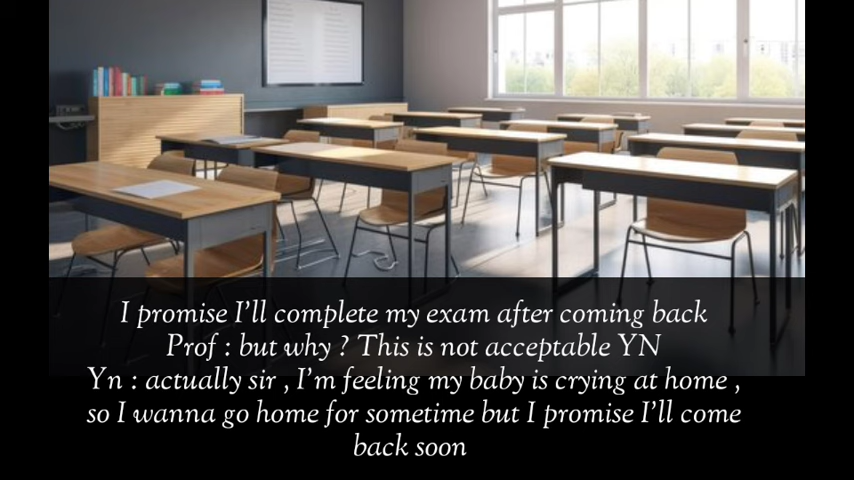 I promise I'll complete my exam after coming back
Prof : but why ? This is not acceptable YN
Yn : actually sir , I'm feeling my baby is crying at home ,
so I wanna go home for sometime but I promise I'll come
back soon